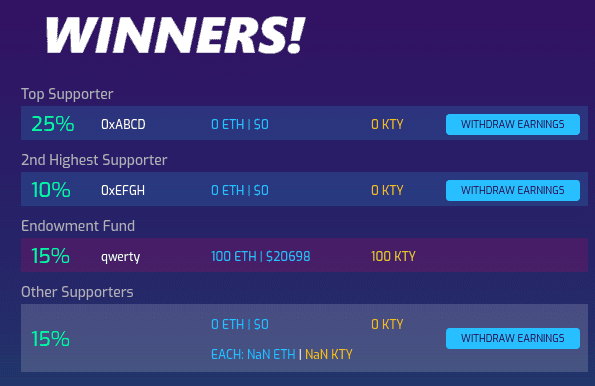 WINNERS!
Top Supporter
25% 0xABCD 0 ETH | $0 0 KTY WITHDRAW EARNINGS
2nd Highest Supporter
10% 0xEFGH 0 ETH | $0 0 KTY WITHDRAW EARNINGS
Endowment Fund
15% qwerty 100 ETH | $20698 100 KTY
Other Supporters
15% 0 ETH | $0 0 KTY WITHDRAW EARNINGS
EACH: NaN ETH | NaN KTY